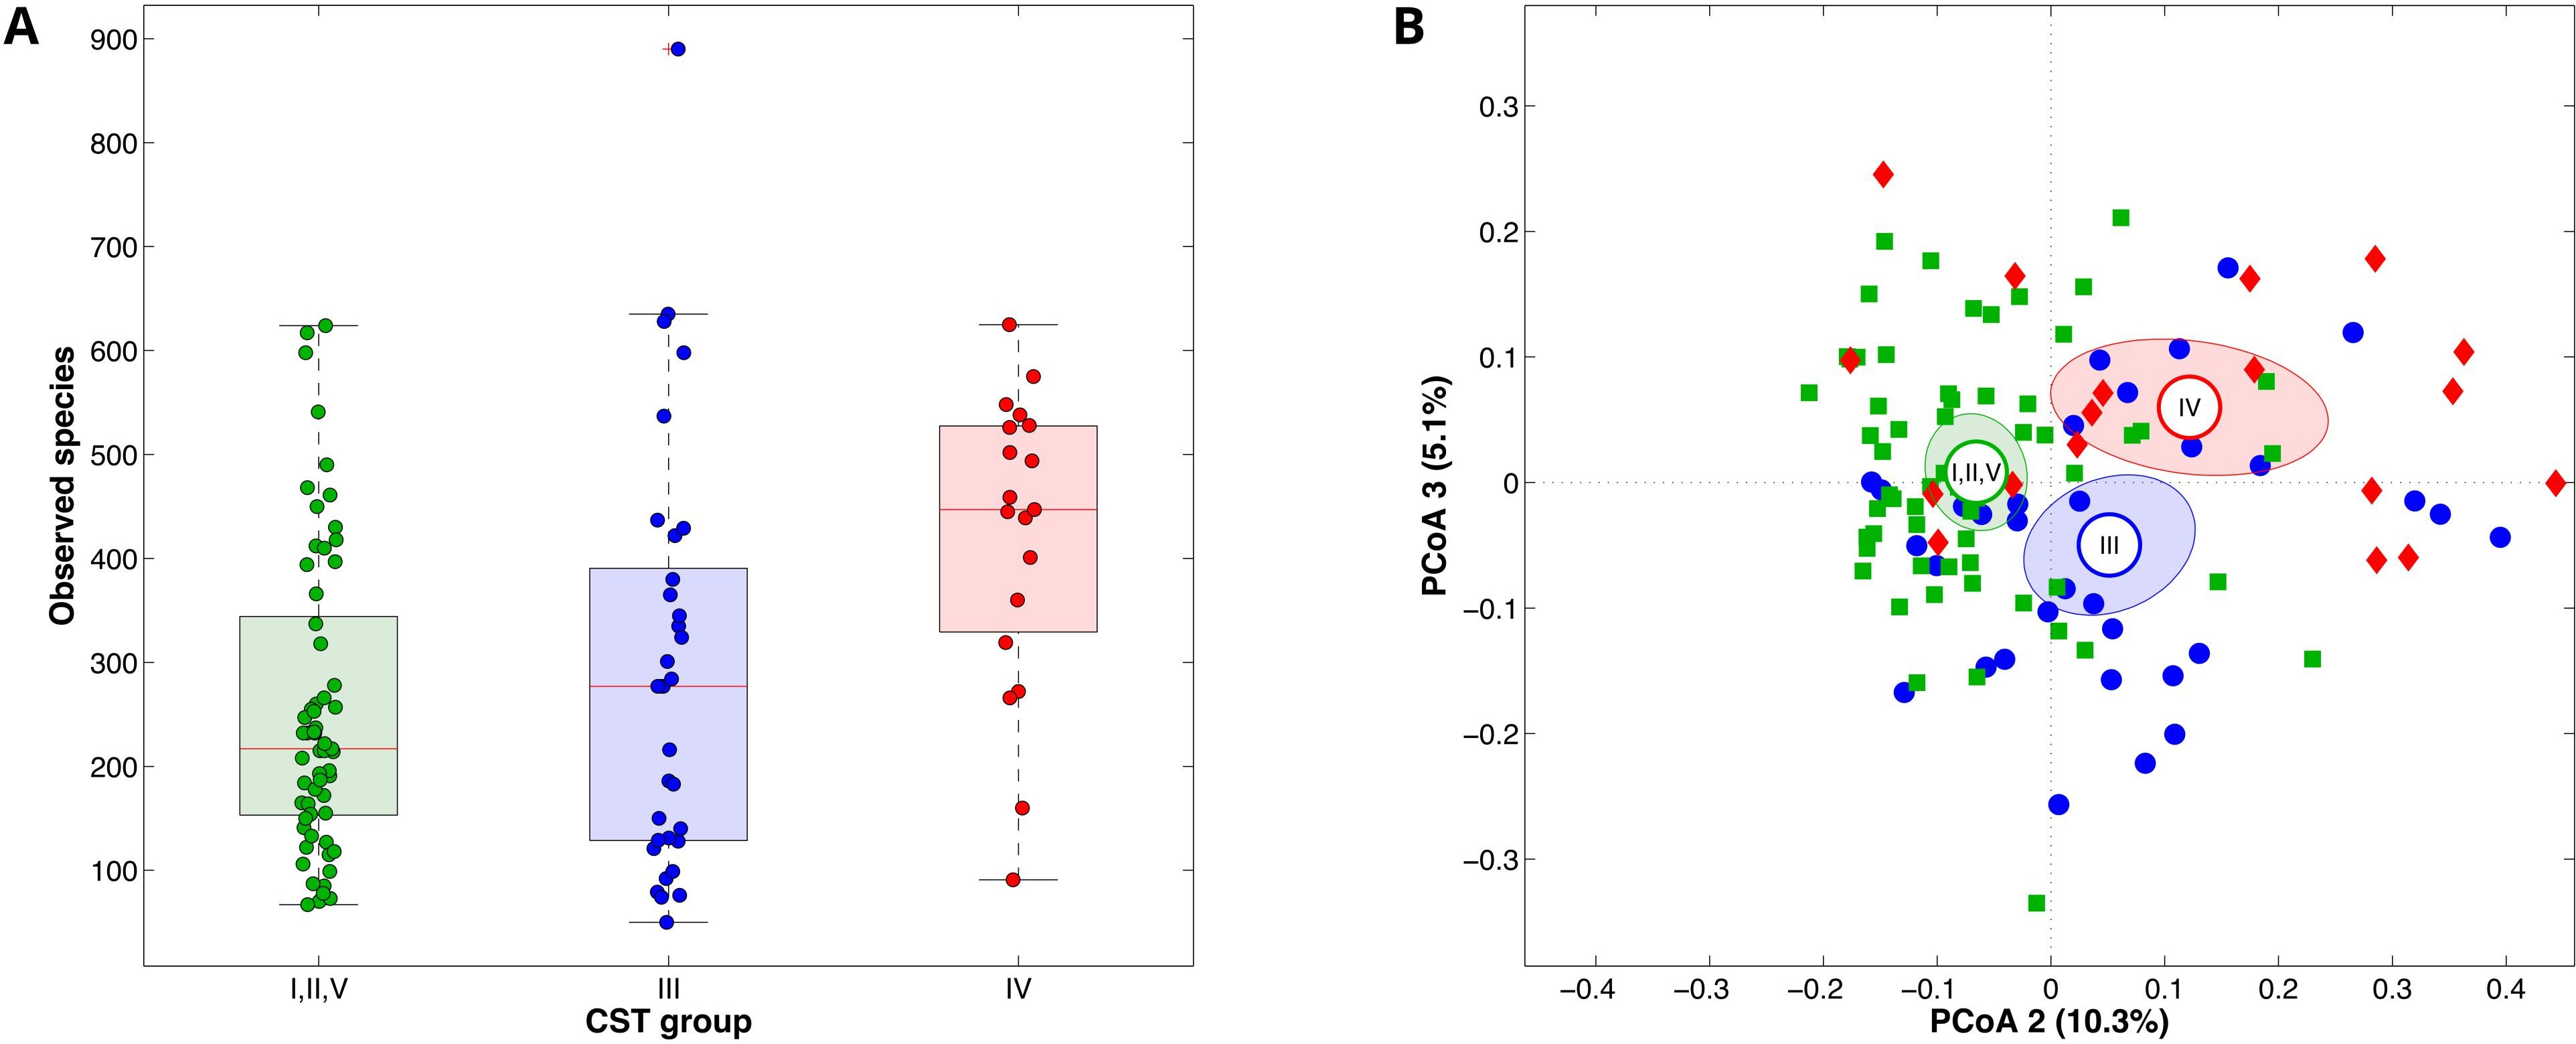 A
Observed species
900
800
700
600
500
400
300
200
100
I,II,V
III
IV
CST group
B
PCoA 3 (5.1%)
0.3
0.2
0.1
0
−0.1
−0.2
−0.3
IV
I,II,V
III
−0.4
−0.3
−0.2
−0.1
0
0.1
0.2
0.3
0.4
PCoA 2 (10.3%)